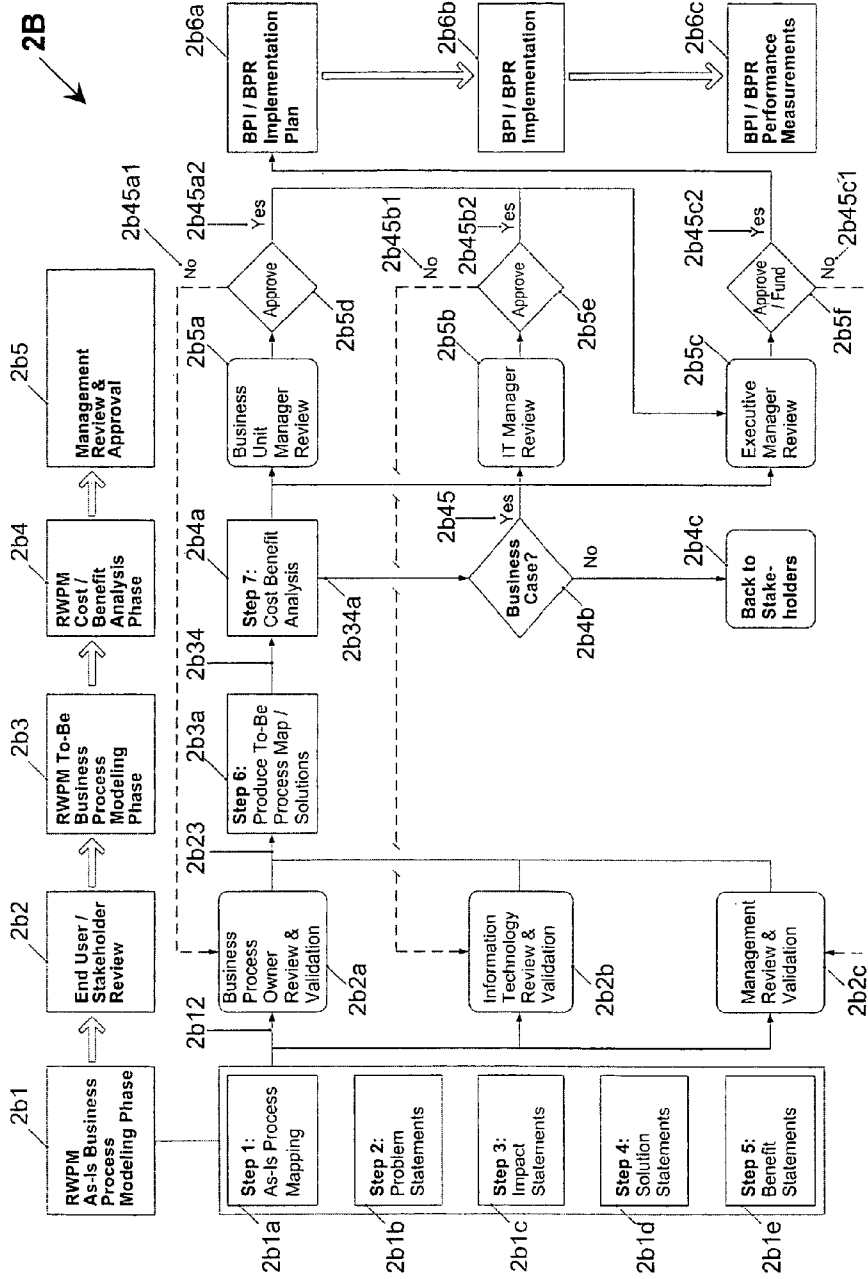 2B
2b1
2b2
2b3
2b4
2b5
RWPM
As-Is Business
Process
Modeling Phase
End User /
Stakeholder
Review
RWPM To-Be
Business
Process
Modeling
Phase
RWPM
Cost /
Benefit
Analysis
Phase
Management
Review &
Approval
2b45a1
No
2b45a2
Yes
2b12
2b23
2b34
2b3a
2b4a
2b5a
2b1a
Step 1:
As-Is Process
Mapping
Business
Process
Owner
Review &
Validation
2b2a
Step 6:
Produce To-Be
Process Map /
Solutions
Step 7:
Cost Benefit
Analysis
2b34a
Business
Unit
Manager
Review
Approve
2b5d
2b6a
BPI / BPR
Implementation
Plan
2b1b
Step 2:
Problem
Statements
2b45b1
No
2b45b2
Yes
2b1c
Step 3:
Impact
Statements
Information
Technology
Review &
Validation
2b2b
2b45
Yes
Business
Case?
2b4b
No
2b5b
IT Manager
Review
Approve
2b5e
2b6b
BPI / BPR
Implementation
2b1d
Step 4:
Solution
Statements
2b1e
Step 5:
Benefit
Statements
Management
Review &
Validation
2b2c
2b4c
Back to
Stake-
holders
2b5c
Executive
Manager
Review
Approve
/ Fund
2b5f
2b45c2
Yes
No
2b45c1
2b6c
BPI / BPR
Performance
Measurements